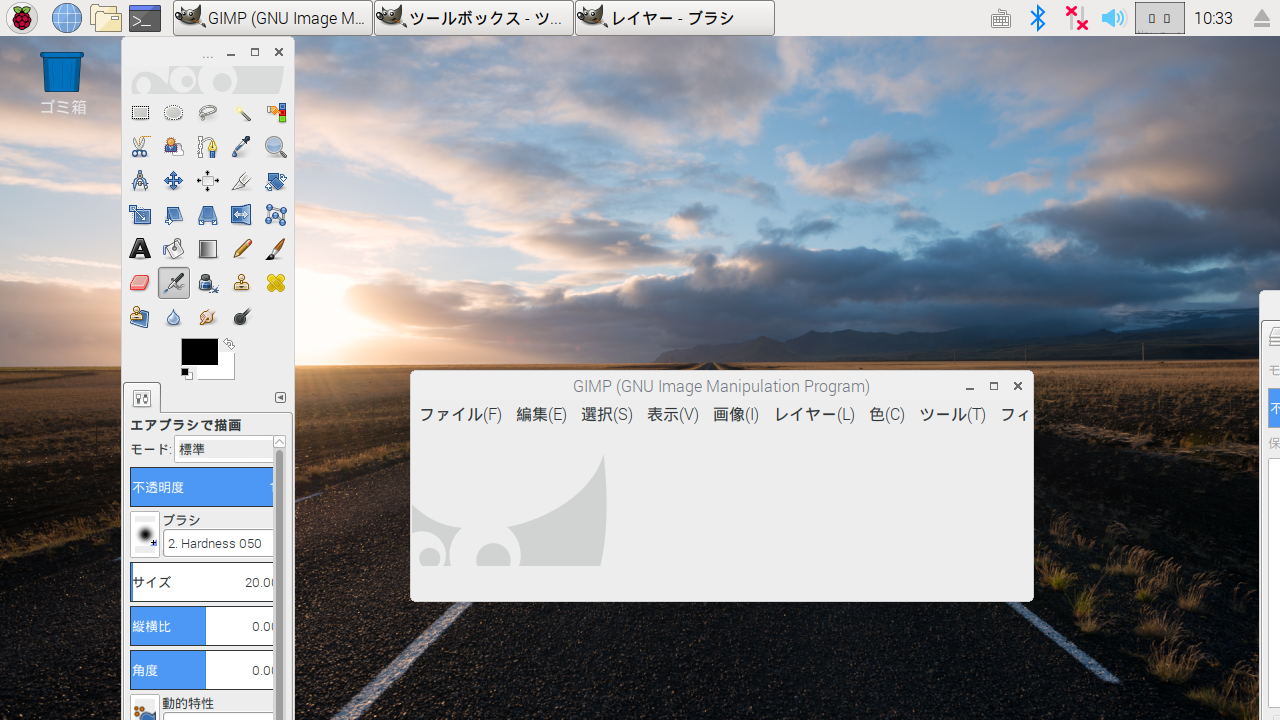 GIMP (GNU Image M...
ツールボックス - ツ...
レイヤー - ブラシ
10:33
ゴミ箱
...
エアブラシで描画
モード: 標準
不透明度
ブラシ
2. Hardness 050
サイズ 20.0
縦横比 0.0
角度 0.0
動的特性
GIMP (GNU Image Manipulation Program)
ファイル(F) 編集(E) 選択(S) 表示(V) 画像(I) レイヤー(L) 色(C) ツール(T) フィ
モ
不
保